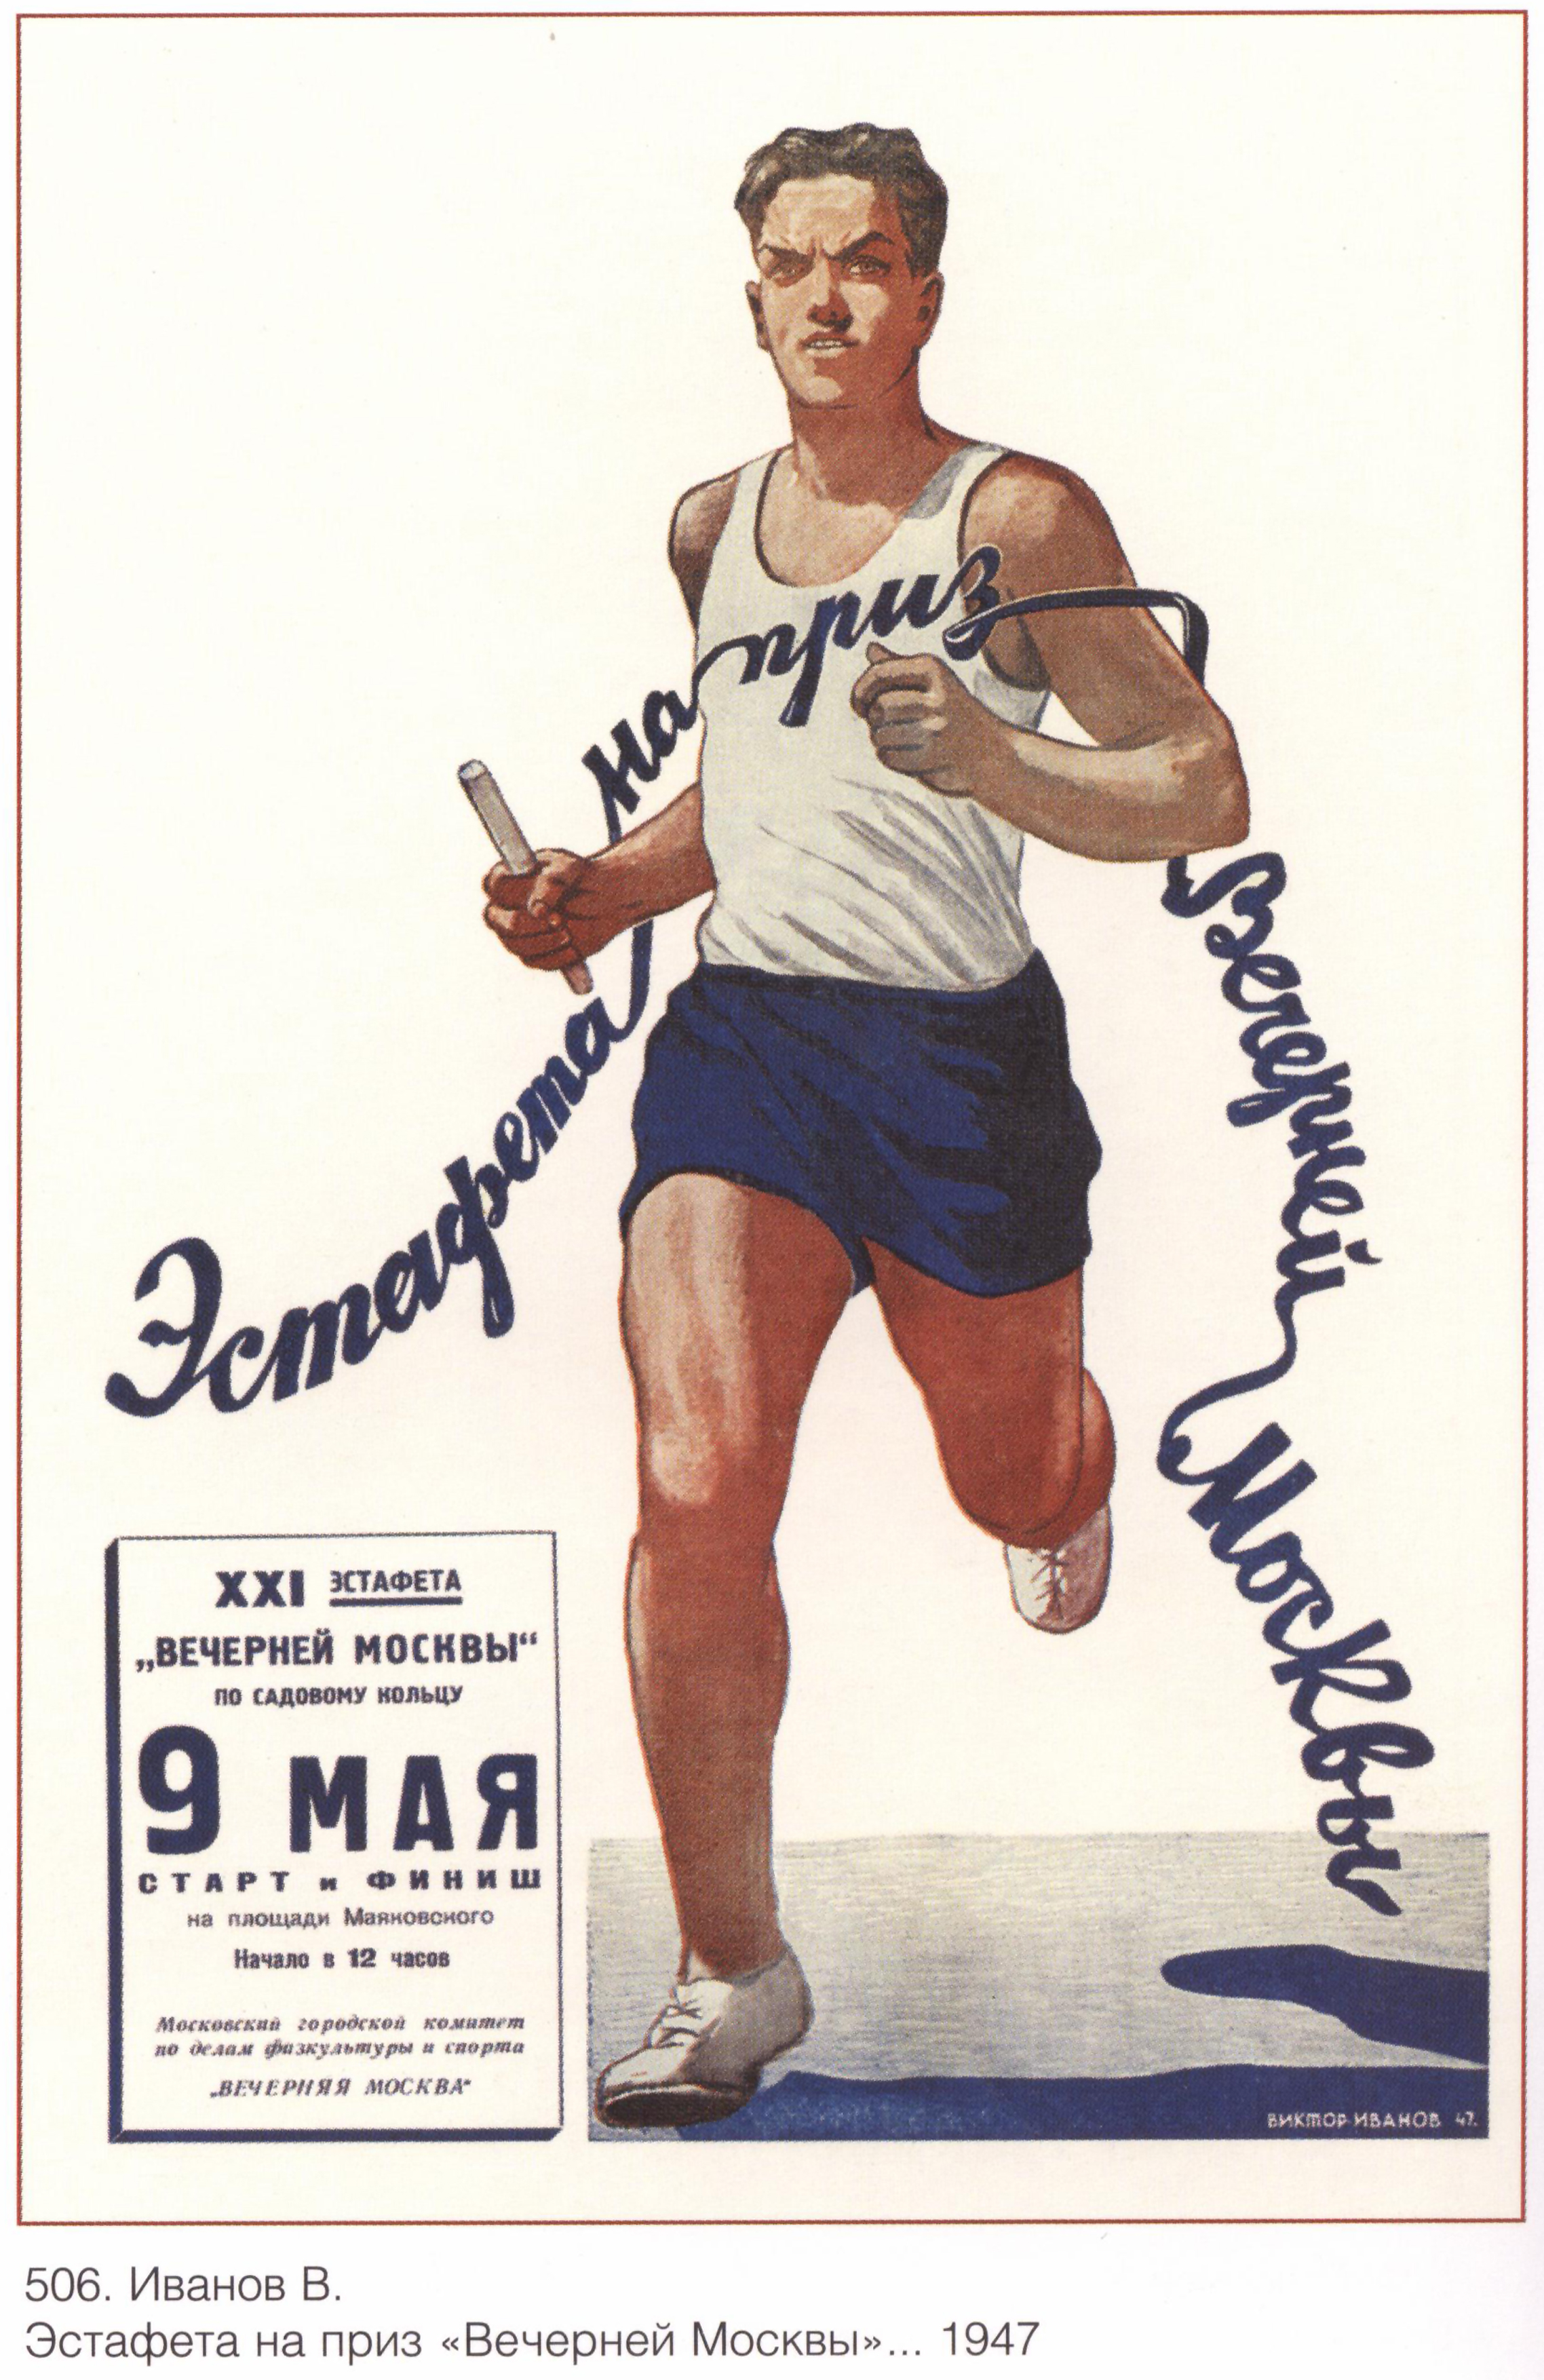 Эстафета на приз Вечерней Москвы
XXI ЭСТАФЕТА
„ВЕЧЕРНЕЙ МОСКВЫ“
ПО САДОВОМУ КОЛЬЦУ
9 МАЯ
СТАРТ и ФИНИШ
на площади Маяковского
Начало в 12 часов
Московский городской комитет
по делам физкультуры и спорта
„ВЕЧЕРНЯЯ МОСКВА“
ВИКТОР ИВАНОВ 47.
506. Иванов В.
Эстафета на приз «Вечерней Москвы»... 1947